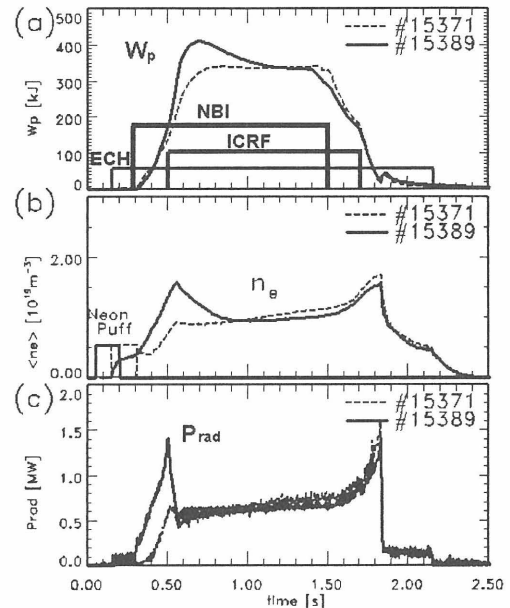 (a)
Wp
#15371
#15389
NBI
ICRF
ECH
Wp [kJ]
500
400
300
200
100
0
(b)
#15371
#15389
ne
Neon
Puff
<ne> [10^19m^-3]
2.00
1.00
0.00
(c)
#15371
#15389
Prad
Prad [MW]
2.0
1.5
1.0
0.5
0.0
0.00 0.50 1.00 1.50 2.00 2.50
time [s]